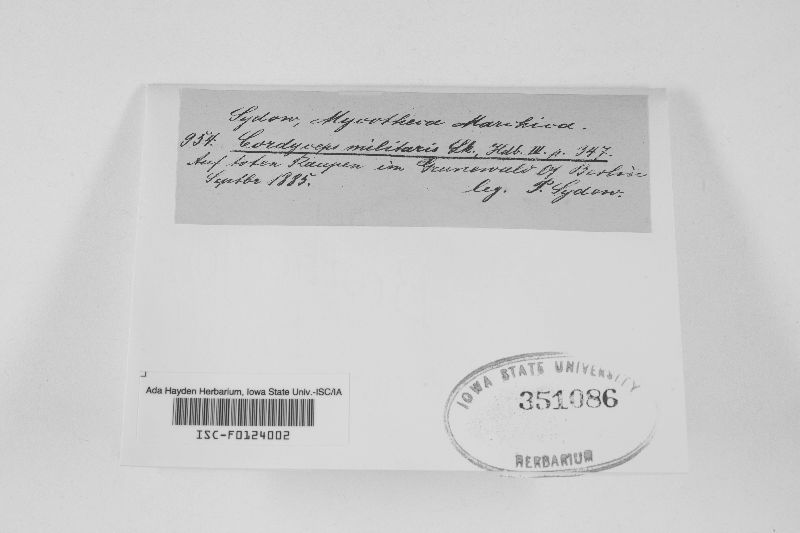 Sydow, Mycotheca Marchica.
954. Cordyceps militaris Lk, Hdb. III. p. 347.
Auf toten Raupen im Grunewald bei Berlin
Septbr 1885.
leg. P. Sydow.
Ada Hayden Herbarium, Iowa State Univ.-ISC/IA
ISC-F0124002
IOWA STATE UNIVERSITY
351086
HERBARIUM